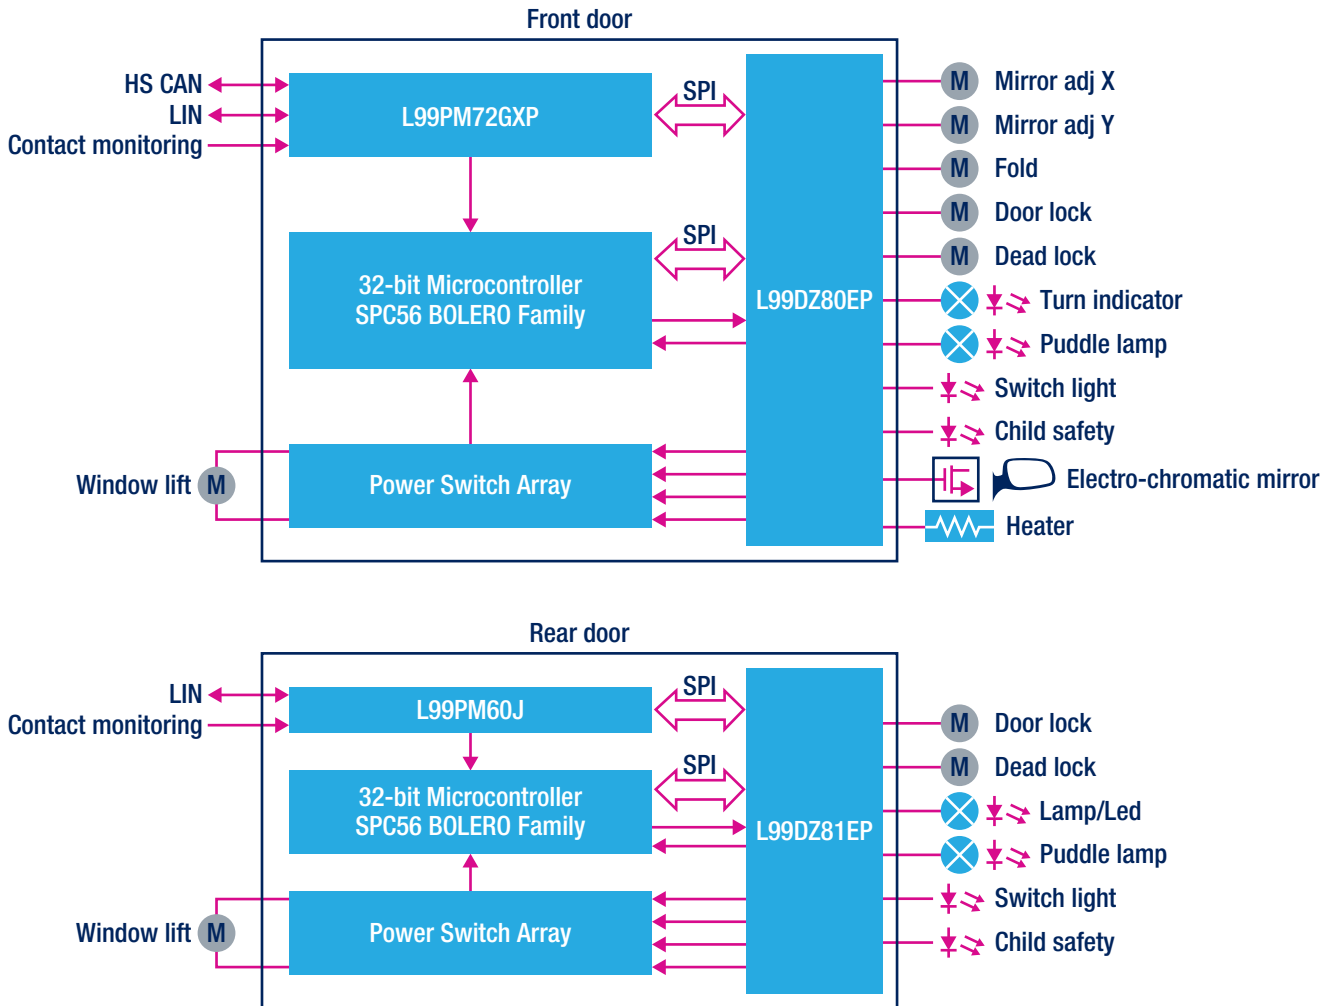 Front door
HS CAN
LIN
Contact monitoring
L99PM72GXP
SPI
32-bit Microcontroller
SPC56 BOLERO Family
SPI
L99DZ80EP
Power Switch Array
Window lift
M
M
Mirror adj X
M
Mirror adj Y
M
Fold
M
Door lock
M
Dead lock
Turn indicator
Puddle lamp
Switch light
Child safety
Electro-chromatic mirror
Heater
Rear door
LIN
Contact monitoring
L99PM60J
SPI
32-bit Microcontroller
SPC56 BOLERO Family
SPI
L99DZ81EP
Power Switch Array
Window lift
M
M
Door lock
M
Dead lock
Lamp/Led
Puddle lamp
Switch light
Child safety